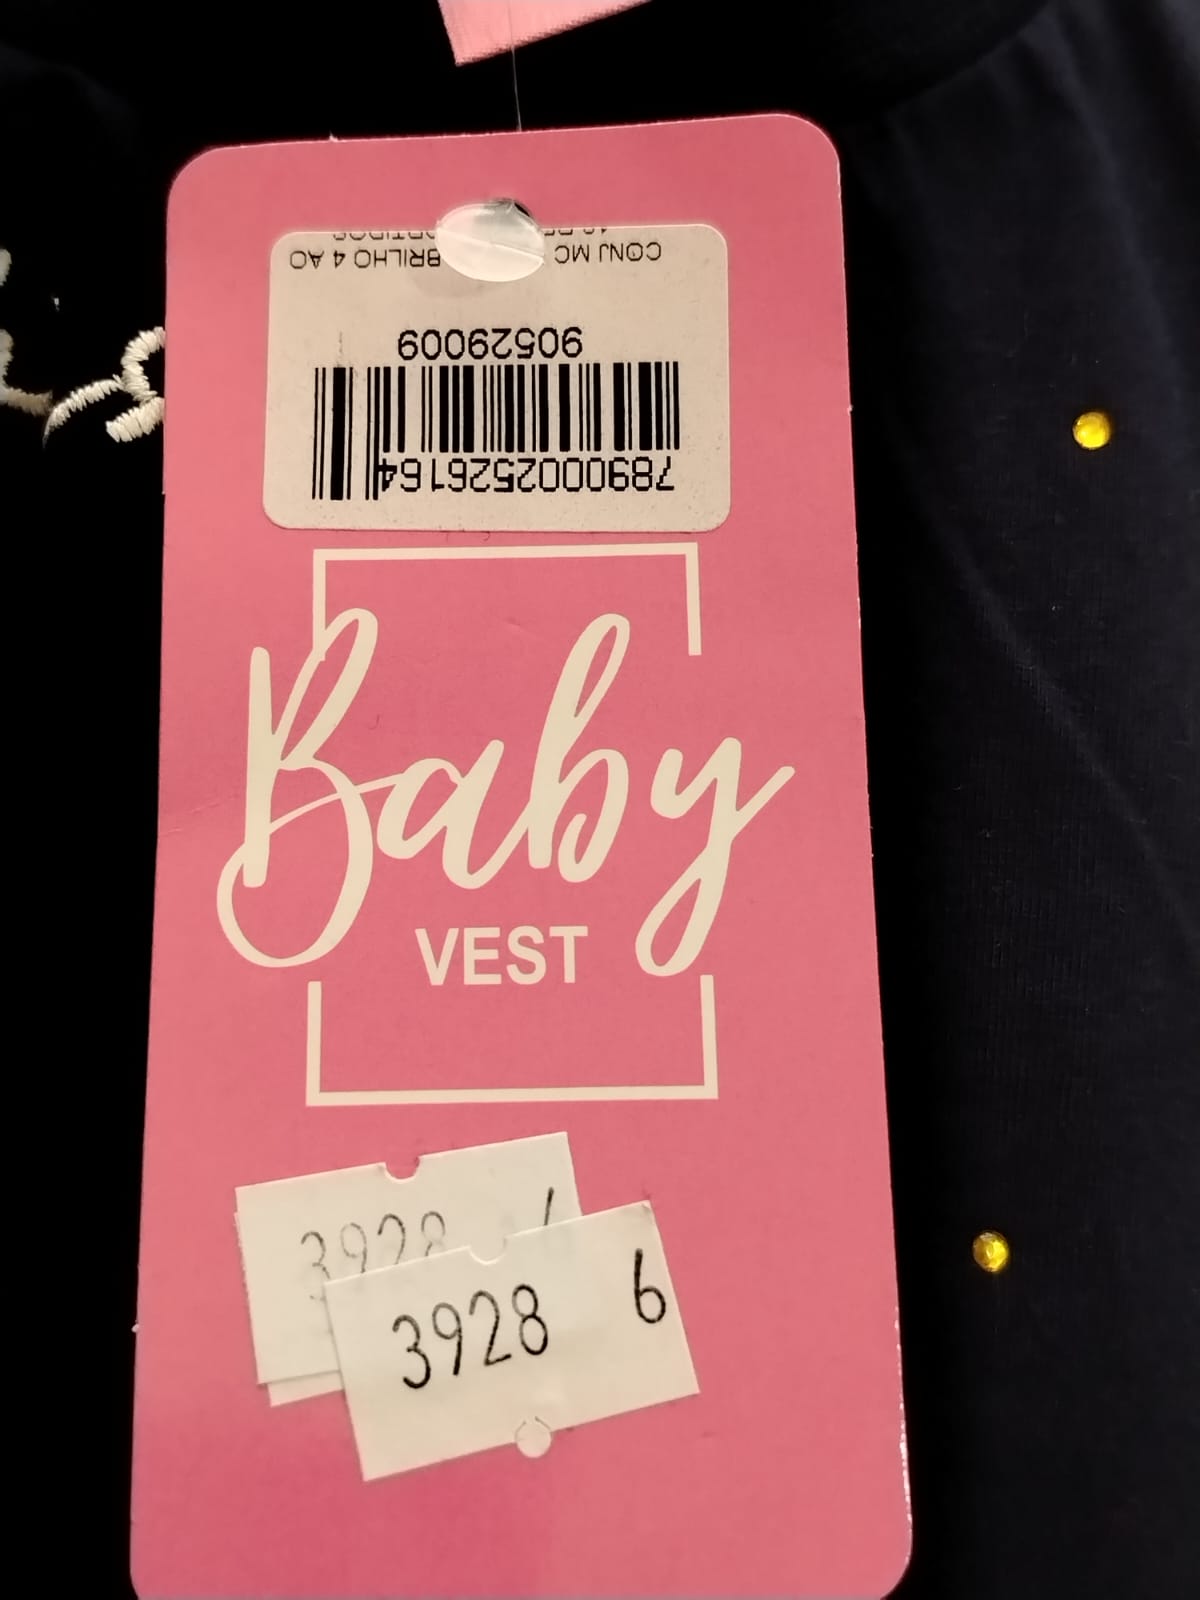 7890002526164
90529009
CONJ MC BRILHO 4 AO
Baby
VEST
3928
3928 6